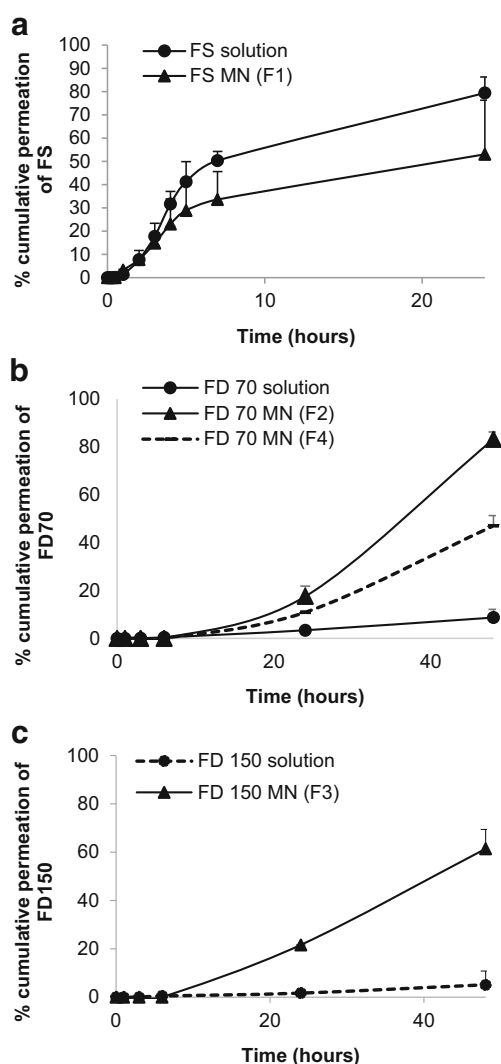 a
FS solution
FS MN (F1)
% cumulative permeation
of FS
100
90
80
70
60
50
40
30
20
10
0
0 10 20
Time (hours)
b
FD 70 solution
FD 70 MN (F2)
FD 70 MN (F4)
% cumulative permeation of
FD70
100
80
60
40
20
0
0 20 40
Time (hours)
c
FD 150 solution
FD 150 MN (F3)
% cumulative permeation of
FD150
100
80
60
40
20
0
0 20 40
Time (hours)